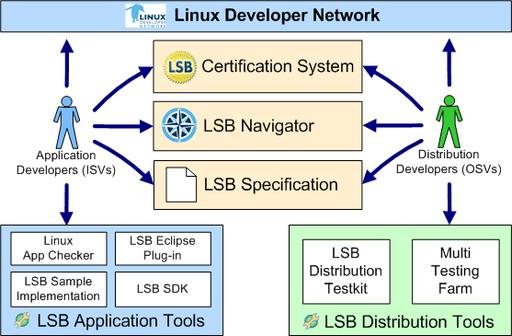 LINUX
DEVELOPER
NETWORK
Linux Developer Network
LSB
Certification System
LSB Navigator
LSB Specification
Application
Developers (ISVs)
Distribution
Developers (OSVs)
Linux
App Checker
LSB Eclipse
Plug-in
LSB Sample
Implementation
LSB SDK
LSB Application Tools
LSB
Distribution
Testkit
Multi
Testing
Farm
LSB Distribution Tools